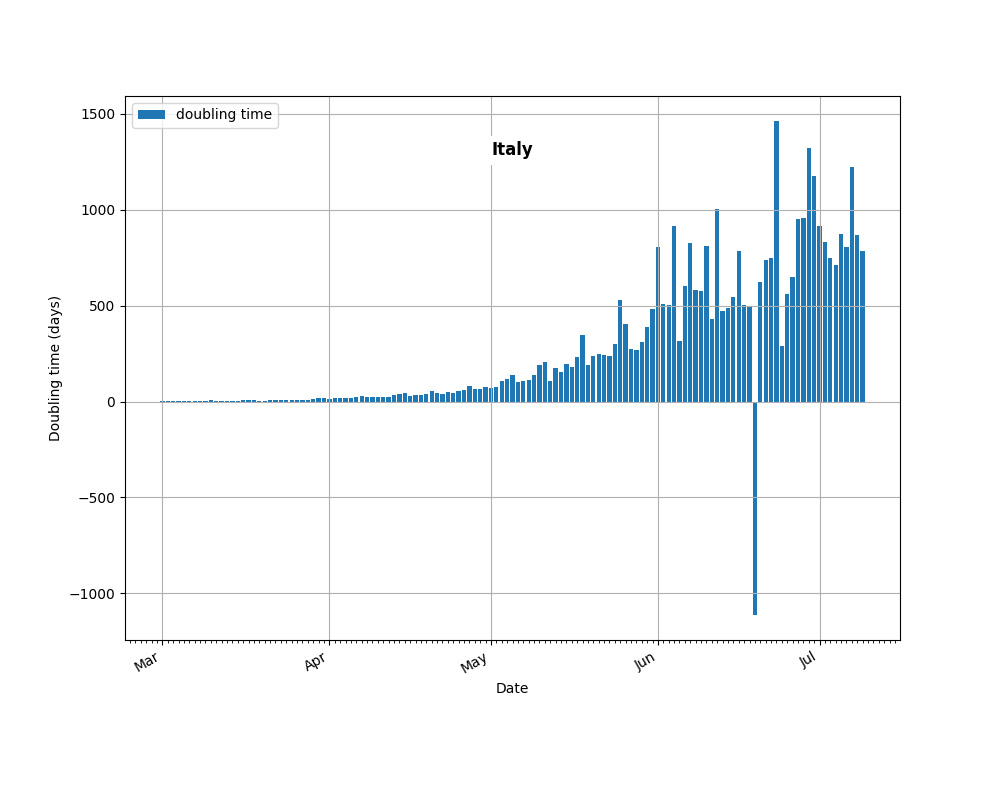 doubling time
Italy
1500
1000
500
0
−500
−1000
Doubling time (days)
Mar
Apr
May
Jun
Jul
Date